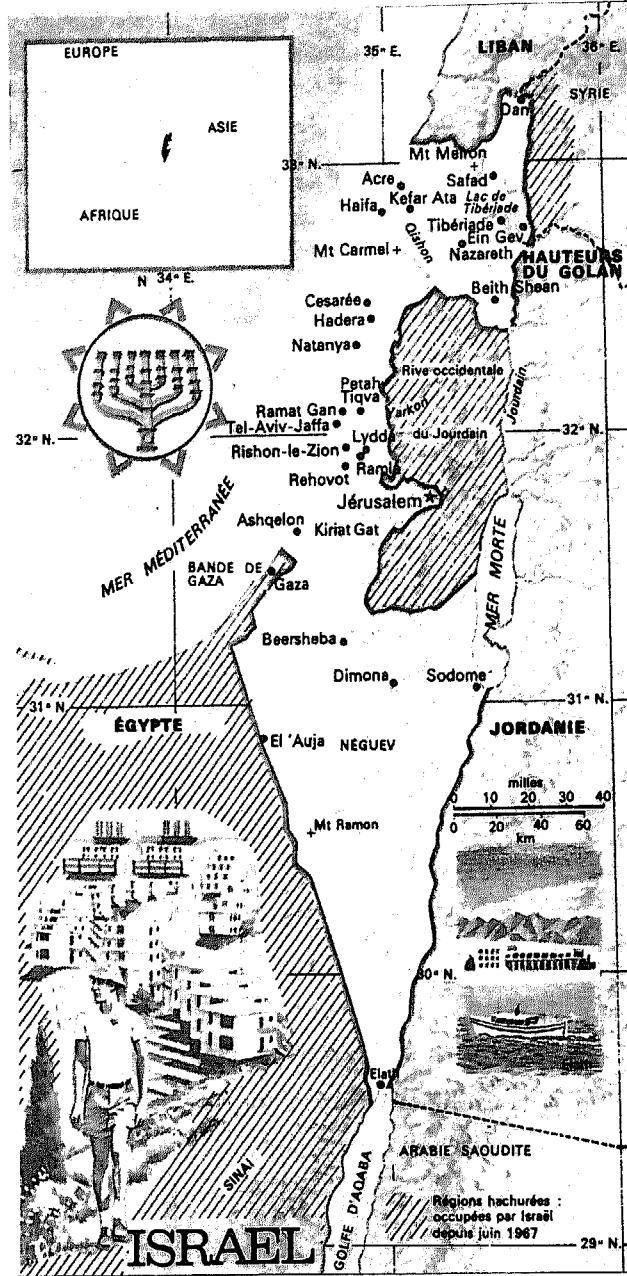 EUROPE
ASIE
AFRIQUE
35° E.
LIBAN
36° E.
SYRIE
Dan
33° N.
Mt Meiron
Acre
Safad
Kefar Ata
Lac de
Tibériade
Haifa
Tibériade
Qishon
Ein Gev
Mt Carmel
Nazareth
HAUTEURS
DU GOLAN
N 34° E.
Beith Shean
Cesarée
Hadera
Natanya
Rive occidentale
Petah
Tiqva
Jourdain
Ramat Gan
Yarkon
Tel-Aviv-Jaffa
du Jourdain
32° N.
32° N.
Lydda
Rishon-le-Zion
Ramla
Rehovot
Jérusalem
MER MÉDITERRANÉE
Ashqelon
Kiriat Gat
MER MORTE
BANDE DE
GAZA
Gaza
Beersheba
Dimona
Sodome
31° N.
31° N.
ÉGYPTE
JORDANIE
El 'Auja
NÉGUEV
milles
0 10 20 30 40
0 20 40 60
km
Mt Ramon
30° N.
Elath
Elath
SINAÏ
GOLFE D'AQABA
ARABIE SAOUDITE
Régions hachurées :
occupées par Israël
depuis juin 1967
ISRAEL
29° N.